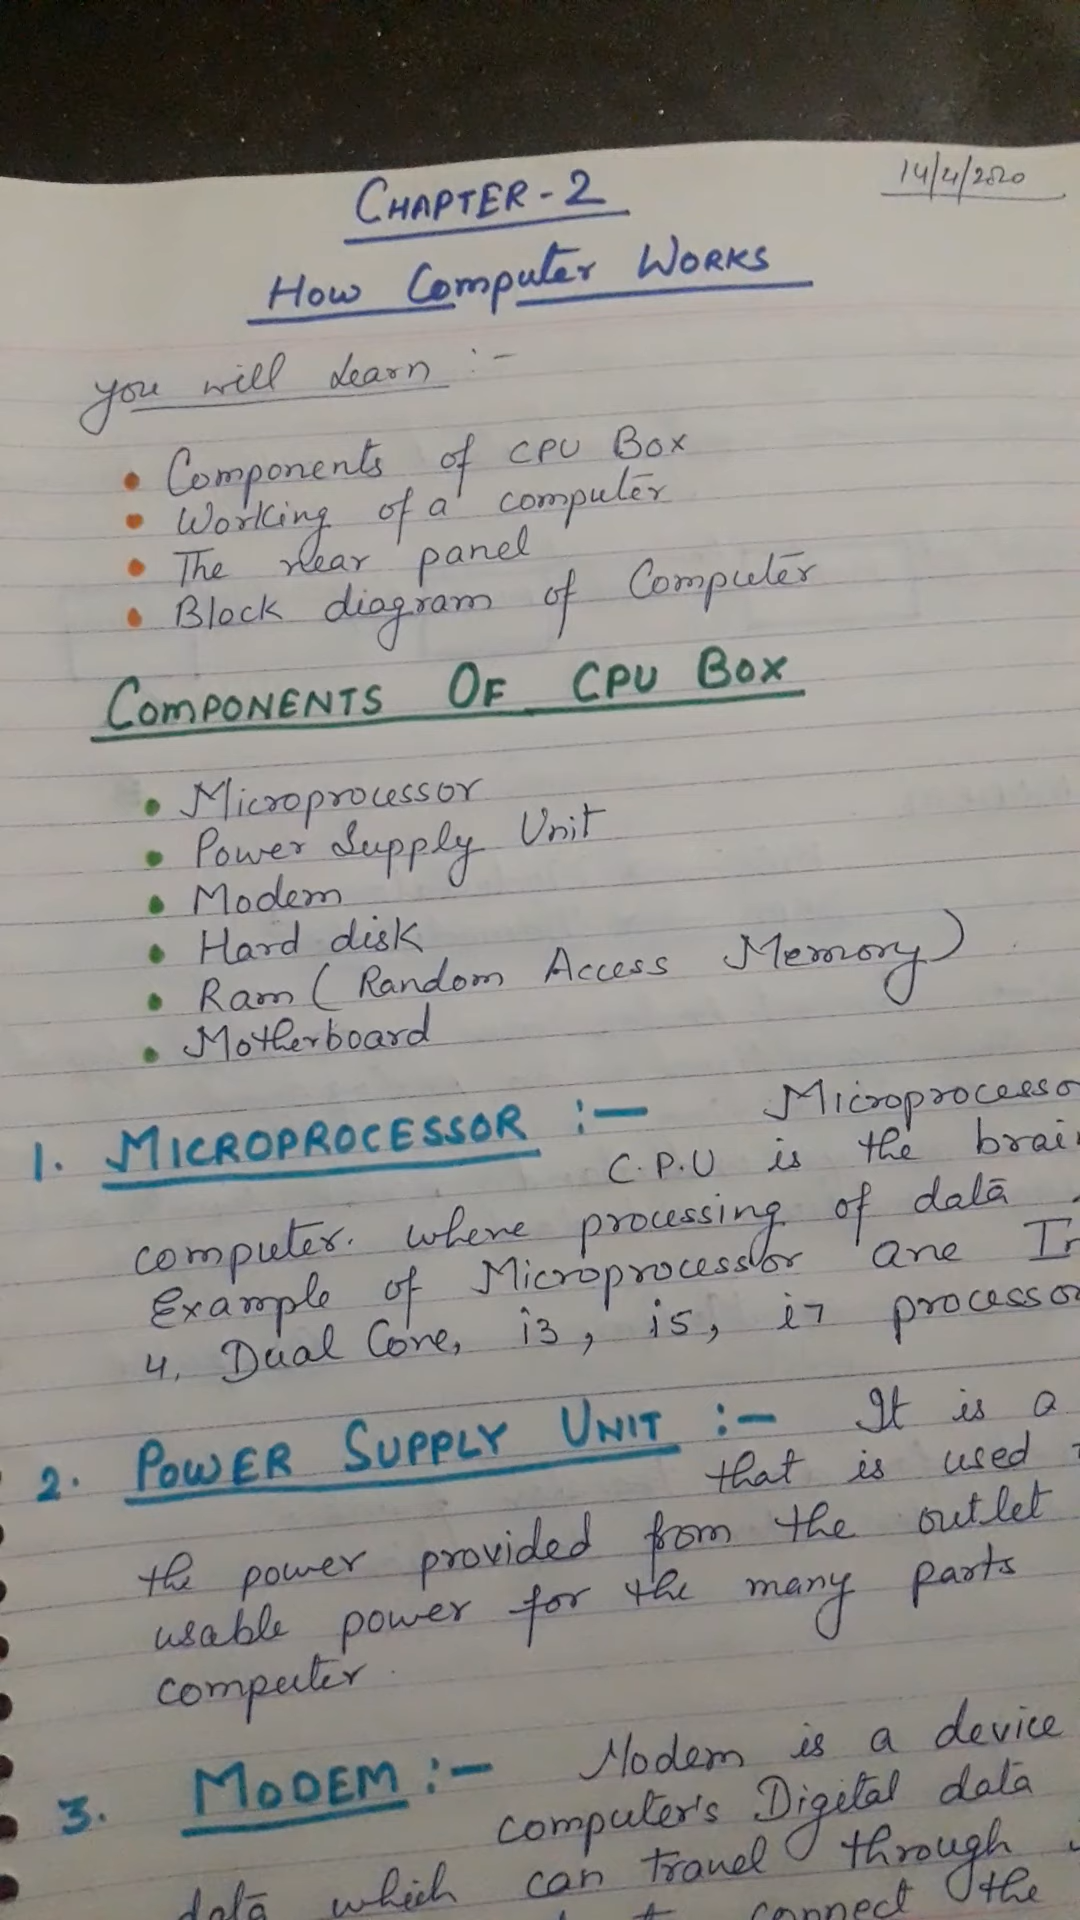 14/4/2020
CHAPTER-2
How Computer Works
you will learn :-
• Components of CPU Box
• Working of a computer
• The rear panel
• Block diagram of Computer
COMPONENTS OF CPU BOX
• Microprocessor
• Power Supply Unit
• Modem
• Hard disk
• Ram ( Random Access Memory)
• Motherboard
1. MICROPROCESSOR :- Microprocesso
C.P.U is the brai
computer. where processing of data
Example of Microprocessor are In
4, Dual Core, i3, i5, i7 processo
2. POWER SUPPLY UNIT :- It is a
that is used
the power provided from the outlet
usable power for the many parts
computer.
3. MODEM :- Modem is a device
computer's Digital data
data which can travel through
connect the